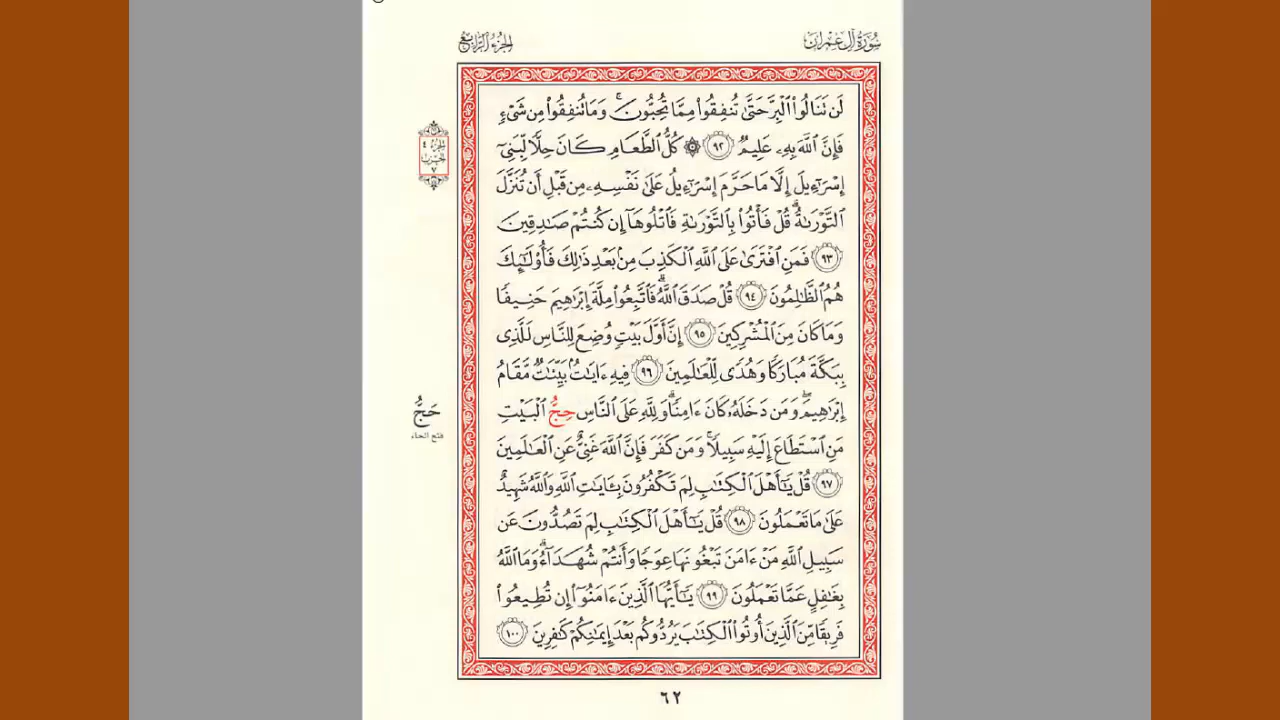 سُورَةُ آلِ عِمْرَانَ
الجُزْءُ الرَّابِعُ
لَن تَنَالُوا۟ ٱلْبِرَّ حَتَّىٰ تُنفِقُوا۟ مِمَّا تُحِبُّونَۚ وَمَا تُنفِقُوا۟ مِن شَىْءٍ
فَإِنَّ ٱللَّهَ بِهِۦ عَلِيمٌ ٩٢ ۞ كُلُّ ٱلطَّعَامِ كَانَ حِلًّا لِّبَنِىٓ
إِسْرَٰٓءِيلَ إِلَّا مَا حَرَّمَ إِسْرَٰٓءِيلُ عَلَىٰ نَفْسِهِۦ مِن قَبْلِ أَن تُنَزَّلَ
ٱلتَّوْرَىٰةُۗ قُلْ فَأْتُوا۟ بِٱلتَّوْرَىٰةِ فَٱتْلُوهَآ إِن كُنتُمْ صَـٰدِقِينَ
٩٣ فَمَنِ ٱفْتَرَىٰ عَلَى ٱللَّهِ ٱلْكَذِبَ مِنۢ بَعْدِ ذَٰلِكَ فَأُو۟لَـٰٓئِكَ
هُمُ ٱلظَّـٰلِمُونَ ٩٤ قُلْ صَدَقَ ٱللَّهُۗ فَٱتَّبِعُوا۟ مِلَّةَ إِبْرَٰهِيمَ حَنِيفًا
وَمَا كَانَ مِنَ ٱلْمُشْرِكِينَ ٩٥ إِنَّ أَوَّلَ بَيْتٍ وُضِعَ لِلنَّاسِ لَلَّذِى
بِبَكَّةَ مُبَارَكًا وَهُدًى لِّلْعَـٰلَمِينَ ٩٦ فِيهِ ءَايَـٰتٌۢ بَيِّنَـٰتٌ مَّقَامُ
إِبْرَٰهِيمَۖ وَمَن دَخَلَهُۥ كَانَ ءَامِنًاۗ وَلِلَّهِ عَلَى ٱلنَّاسِ حِجُّ ٱلْبَيْتِ
مَنِ ٱسْتَطَاعَ إِلَيْهِ سَبِيلًاۚ وَمَن كَفَرَ فَإِنَّ ٱللَّهَ غَنِىٌّ عَنِ ٱلْعَـٰلَمِينَ
٩٧ قُلْ يَـٰٓأَهْلَ ٱلْكِتَـٰبِ لِمَ تَكْفُرُونَ بِـَٔايَـٰتِ ٱللَّهِ وَٱللَّهُ شَهِيدٌ
عَلَىٰ مَا تَعْمَلُونَ ٩٨ قُلْ يَـٰٓأَهْلَ ٱلْكِتَـٰبِ لِمَ تَصُدُّونَ عَن
سَبِيلِ ٱللَّهِ مَنْ ءَامَنَ تَبْغُونَهَا عِوَجًا وَأَنتُمْ شُهَدَآءُۗ وَمَا ٱللَّهُ
بِغَـٰفِلٍ عَمَّا تَعْمَلُونَ ٩٩ يَـٰٓأَيُّهَا ٱلَّذِينَ ءَامَنُوٓا۟ إِن تُطِيعُوا۟
فَرِيقًا مِّنَ ٱلَّذِينَ أُوتُوا۟ ٱلْكِتَـٰبَ يَرُدُّوكُم بَعْدَ إِيمَـٰنِكُمْ كَـٰفِرِينَ ١٠٠
الجزء ٤
الحزب
٧
حَجُّ
فتح الحاء
٦٢